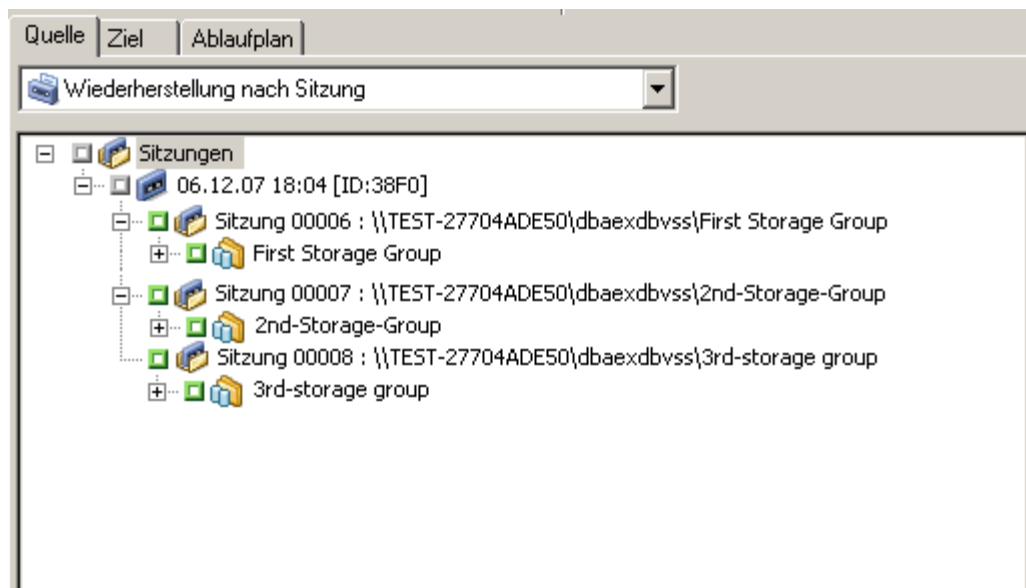 Quelle Ziel Ablaufplan
Wiederherstellung nach Sitzung
Sitzungen
06.12.07 18:04 [ID:38F0]
Sitzung 00006 : \\TEST-27704ADE50\dbaexdbvss\First Storage Group
First Storage Group
Sitzung 00007 : \\TEST-27704ADE50\dbaexdbvss\2nd-Storage-Group
2nd-Storage-Group
Sitzung 00008 : \\TEST-27704ADE50\dbaexdbvss\3rd-storage group
3rd-storage group